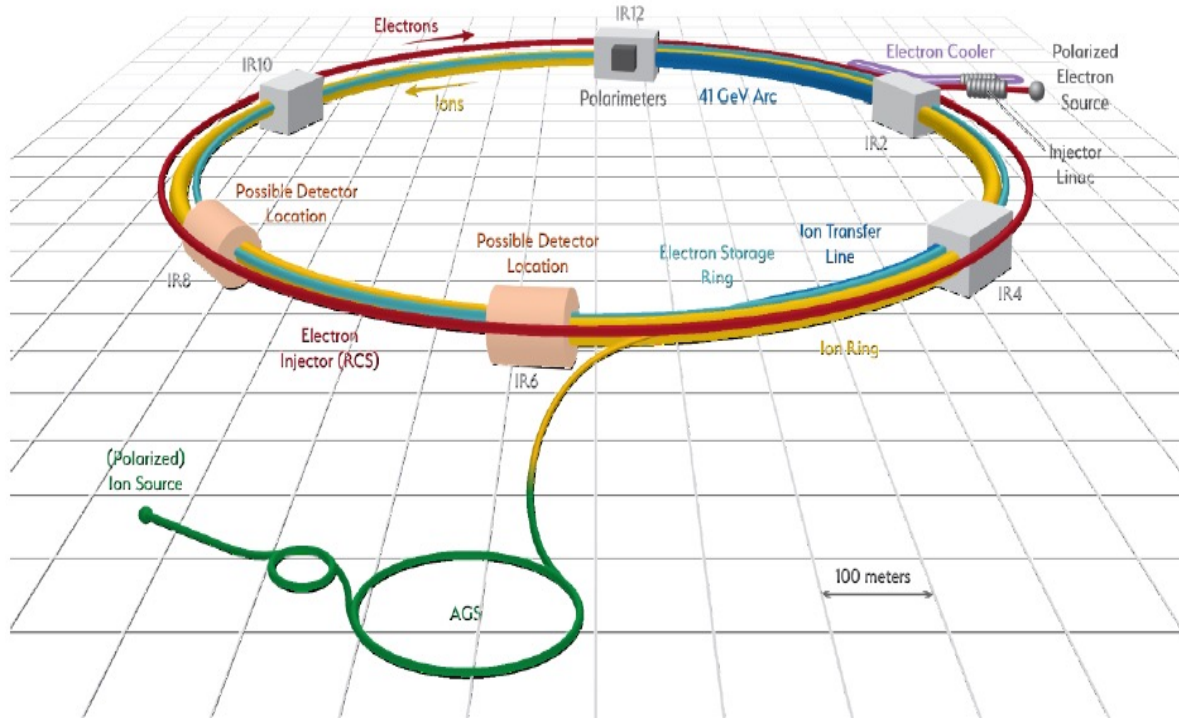 IR12
Electrons
IR10
Ions
Polarimeters
41 GeV Arc
Electron Cooler
Polarized
Electron
Source
IR2
Injector
Linac
Possible Detector
Location
Possible Detector
Location
Electron Storage
Ring
Ion Transfer
Line
IR8
IR4
Electron
Injector (RCS)
IR6
Ion Ring
(Polarized)
Ion Source
AGS
100 meters